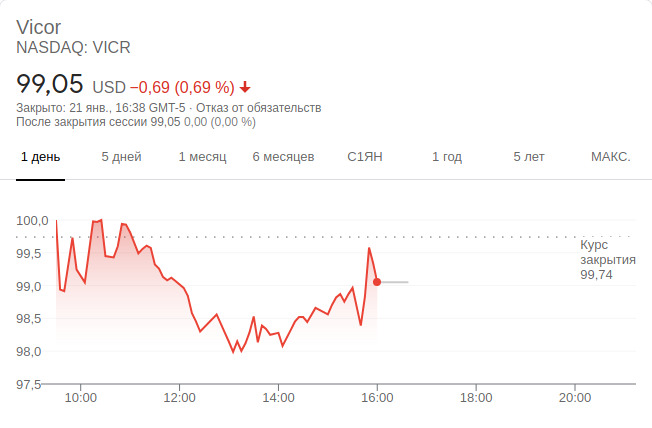 Vicor
NASDAQ: VICR
99,05 USD −0,69 (0,69 %)
Закрыто: 21 янв., 16:38 GMT-5 · Отказ от обязательств
После закрытия сессии 99,05 0,00 (0,00 %)
1 день 5 дней 1 месяц 6 месяцев С1ЯН 1 год 5 лет МАКС.
100,0
99,5
99,0
98,5
98,0
97,5
Курс
закрытия
99,74
10:00 12:00 14:00 16:00 18:00 20:00